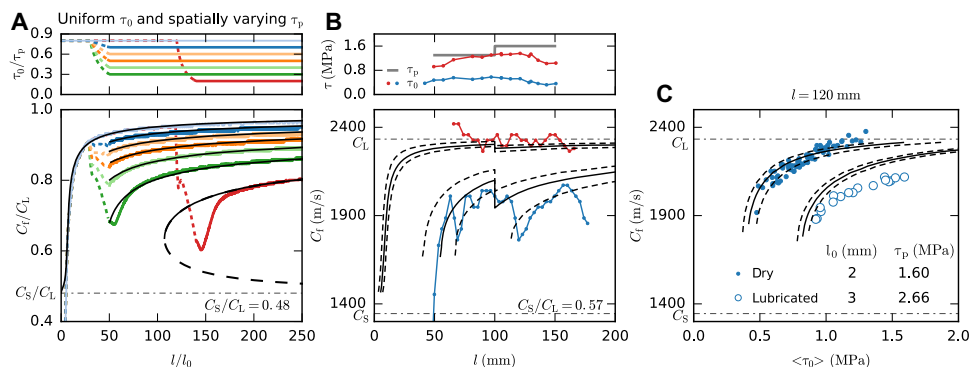 A
Uniform τ0 and spatially varying τp
τ0/τp
0.9
0.6
0.3
0.0
1.0
0.8
0.6
0.4
Cf/CL
CS/CL
CS/CL = 0.48
0 50 100 150 200 250
l/l0
B
τ (MPa)
1.6
0.8
0.0
τp
τ0
CL
2400
1900
1400
CS
Cf (m/s)
CS/CL = 0.57
0 50 100 150 200
l (mm)
C
l = 120 mm
CL
2400
1900
1400
CS
Cf (m/s)
l0 (mm) τp (MPa)
Dry 2 1.60
Lubricated 3 2.66
0.0 0.5 1.0 1.5 2.0
<τ0> (MPa)